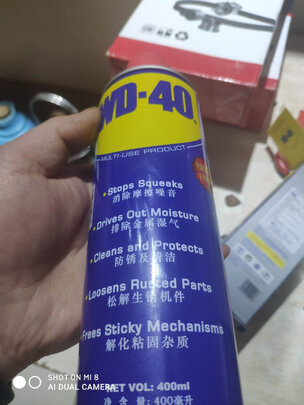 WD-40
MULTI-USE PRODUCT
•Stops Squeaks
消除摩擦噪音
•Drives Out Moisture
排除金属湿气
•Cleans and Protects
防锈及清洁
•Loosens Rusted Parts
松解生锈机件
•Frees Sticky Mechanisms
解化粘固杂质
NET VOL: 400ml
净 含 量: 400毫升
SHOT ON MI 8
AI DUAL CAMERA